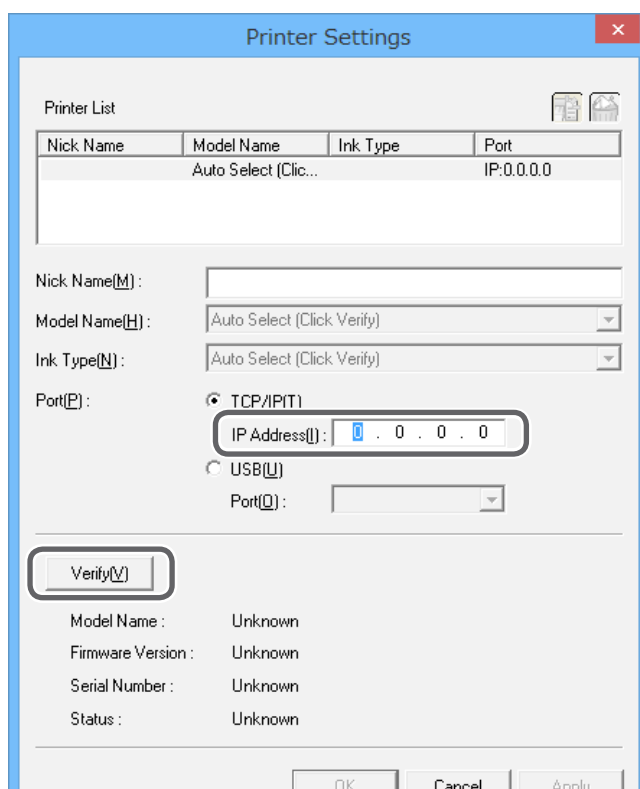 Printer Settings
Printer List
Nick Name Model Name Ink Type Port
Auto Select (Clic... IP:0.0.0.0
Nick Name(M) :
Model Name(H) : Auto Select (Click Verify)
Ink Type(N) : Auto Select (Click Verify)
Port(P) : TCP/IP(T)
IP Address(I) : 0 . 0 . 0 . 0
USB(U)
Port(O) :
Verify(V)
Model Name : Unknown
Firmware Version : Unknown
Serial Number : Unknown
Status : Unknown
OK Cancel Apply